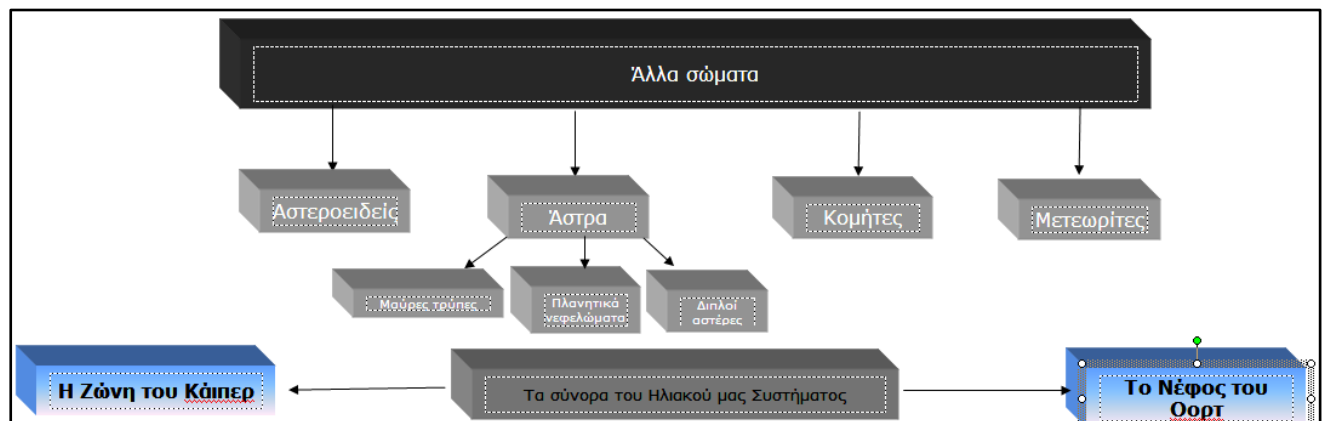 Άλλα σώματα
Αστεροειδείς
Άστρα
Κομήτες
Μετεωρίτες
Μαύρες τρύπες
Πλανητικά
νεφελώματα
Διπλοί
αστέρες
Η Ζώνη του Κάιπερ
Τα σύνορα του Ηλιακού μας Συστήματος
Το Νέφος του
Οορτ